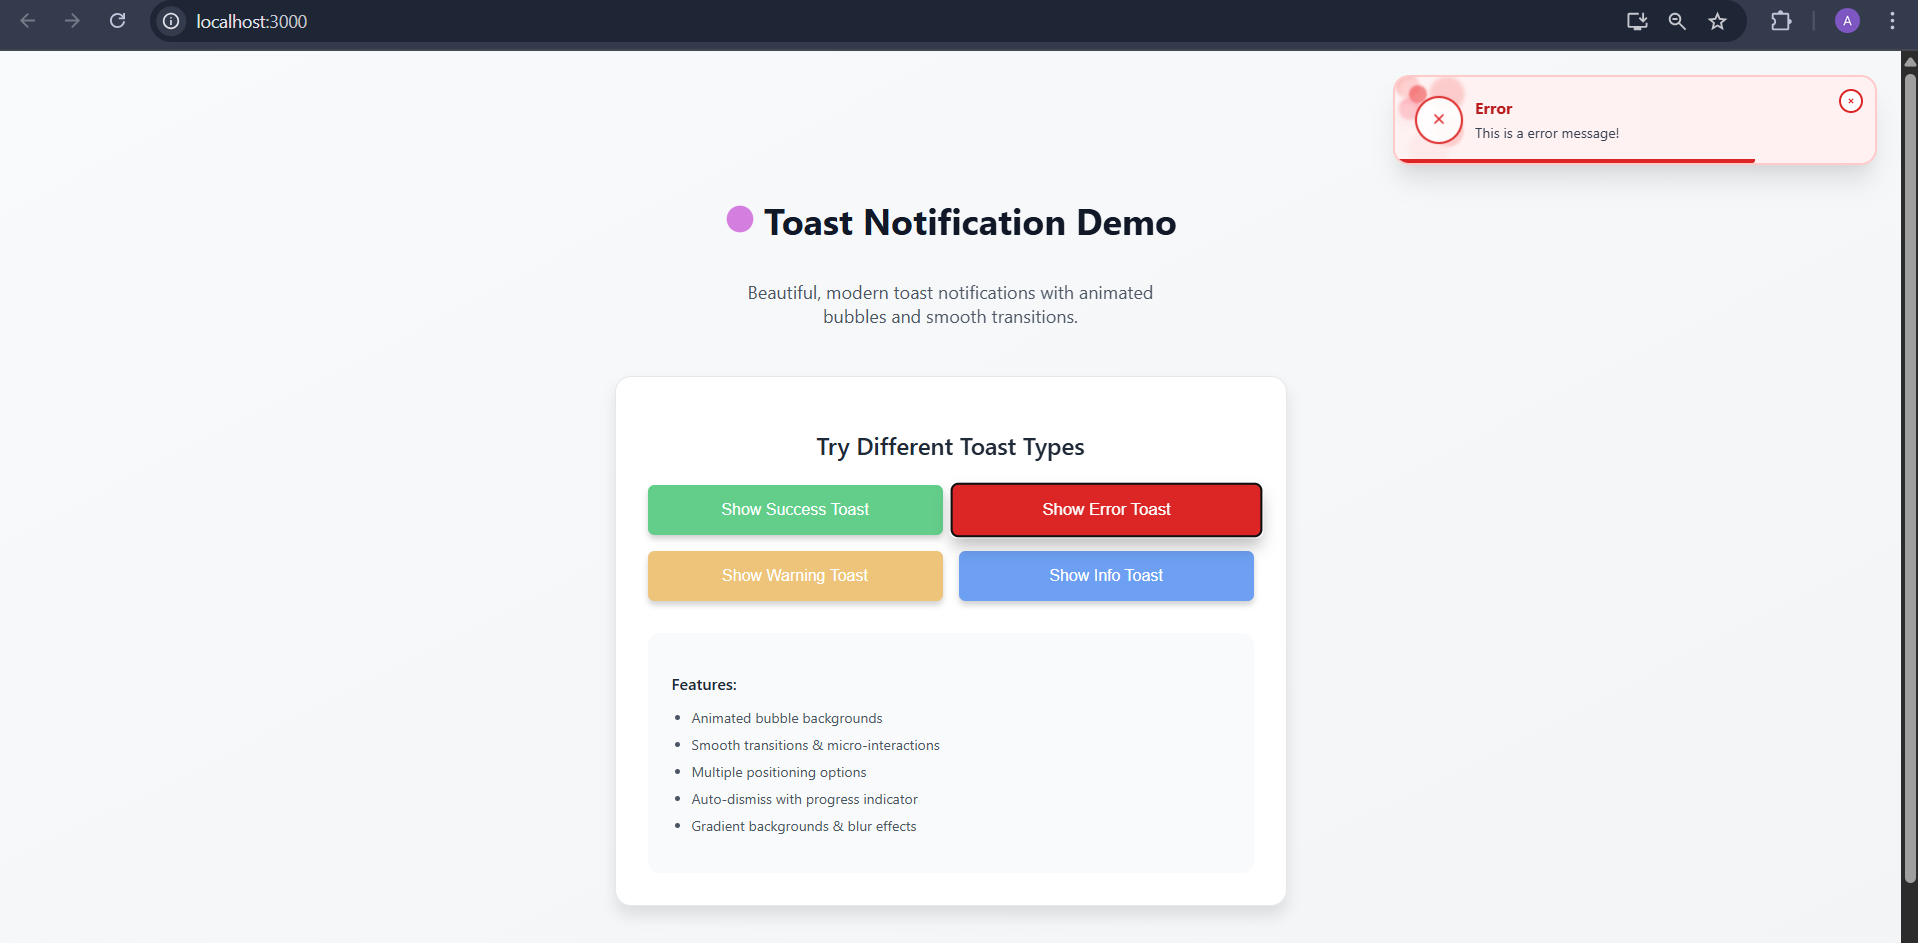 localhost:3000
A
Error
This is a error message!
Toast Notification Demo
Beautiful, modern toast notifications with animated
bubbles and smooth transitions.
Try Different Toast Types
Show Success Toast
Show Error Toast
Show Warning Toast
Show Info Toast
Features:
Animated bubble backgrounds
Smooth transitions & micro-interactions
Multiple positioning options
Auto-dismiss with progress indicator
Gradient backgrounds & blur effects